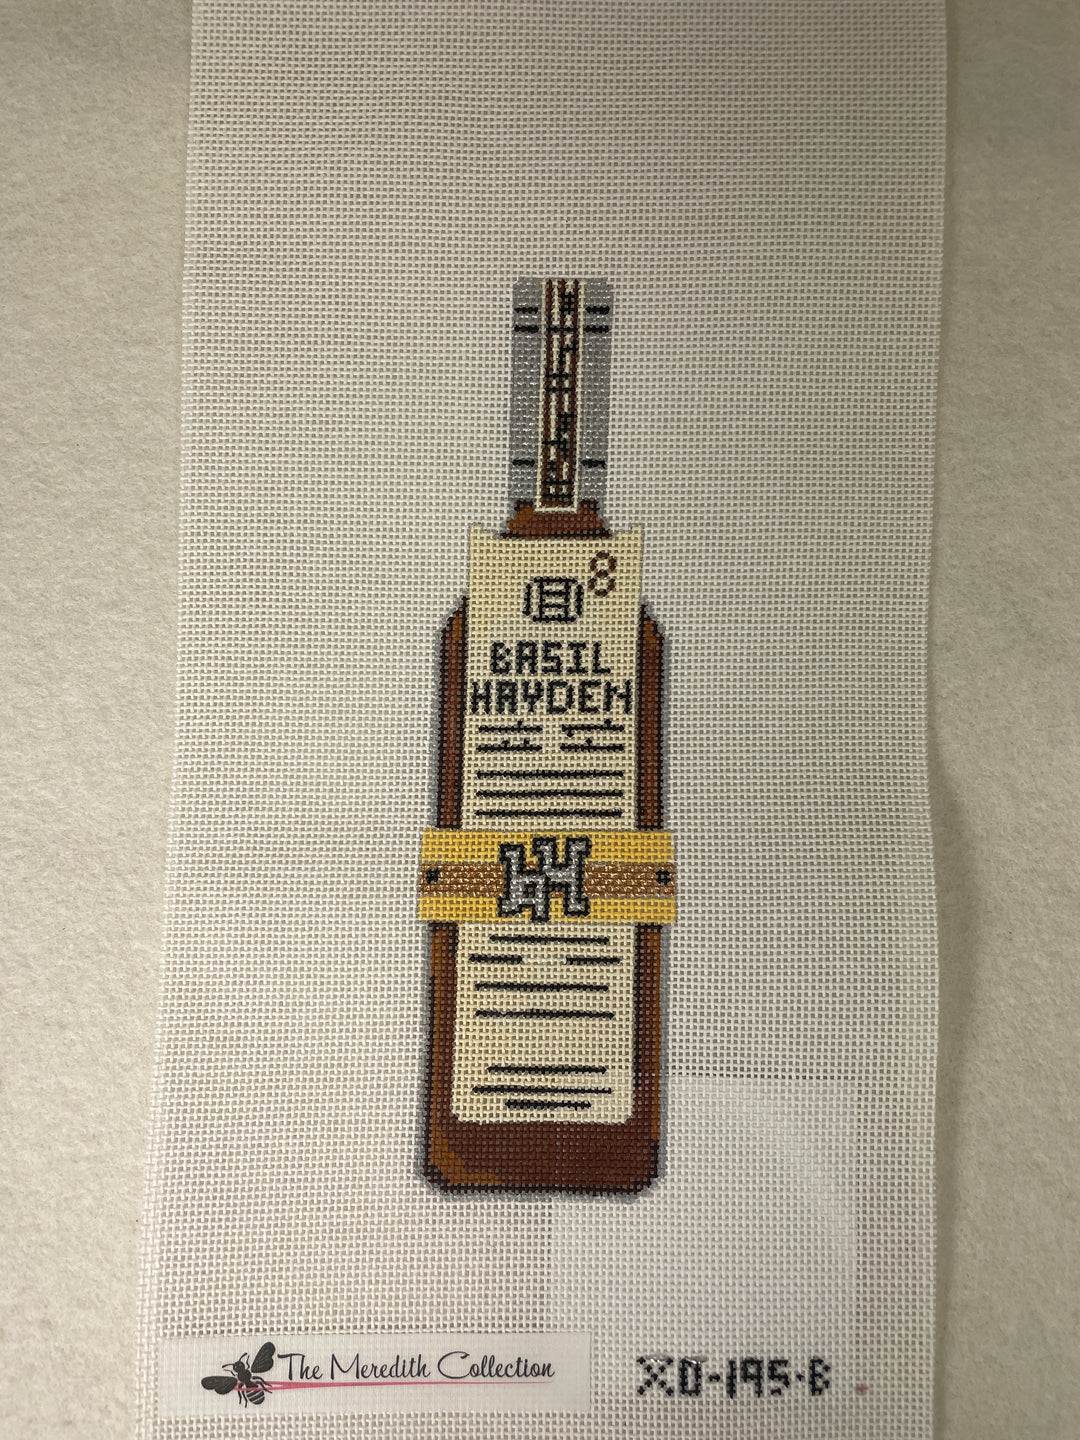 8
BASIL
HAYDEN
The Meredith Collection
XO-195-B